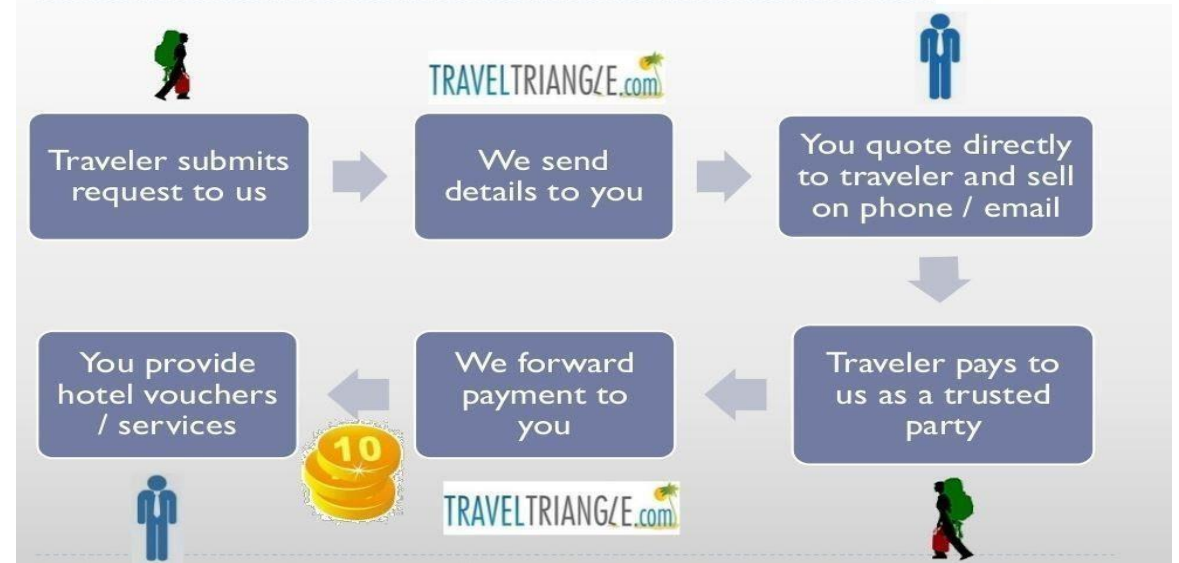 TRAVELTRIANGLE.com
Traveler submits
request to us
We send
details to you
You quote directly
to traveler and sell
on phone / email
You provide
hotel vouchers
/ services
We forward
payment to
you
Traveler pays to
us as a trusted
party
10
TRAVELTRIANGLE.com